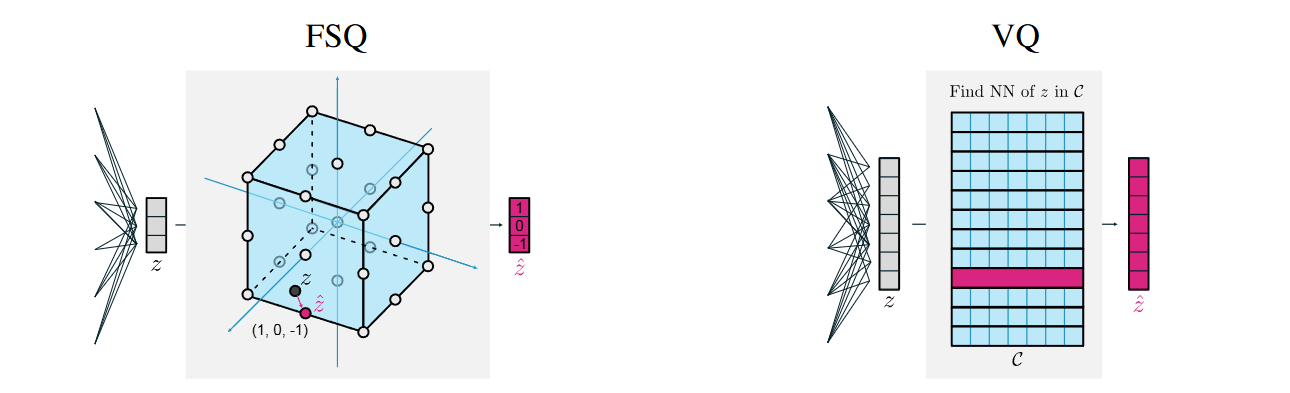 FSQ
z
z
ẑ
(1, 0, -1)
1
0
-1
ẑ
VQ
Find NN of z in 𝒞
z
𝒞
ẑ